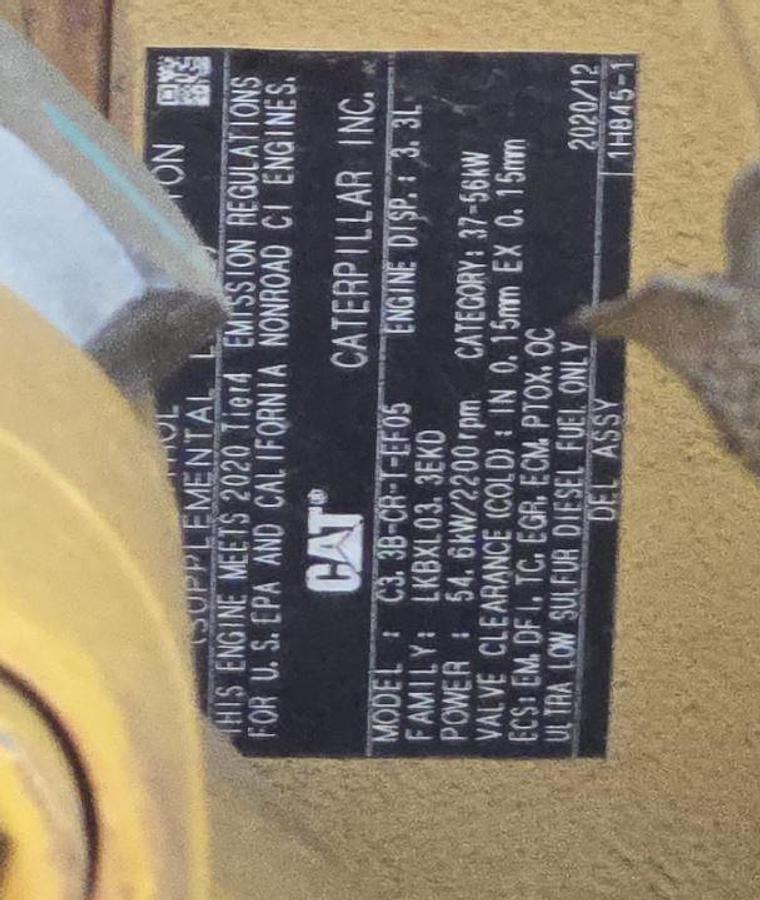 (SUPPLEMENTAL
THIS ENGINE MEETS 2020 Tier4 EMISSION REGULATIONS
FOR U.S. EPA AND CALIFORNIA NONROAD CI ENGINES.
CAT® CATERPILLAR INC.
MODEL : C3.3B-CR-T-EF05 ENGINE DISP.: 3.3L
FAMILY: LKBXL03.3EKD
POWER : 54.6kW/2200rpm CATEGORY: 37-56kW
VALVE CLEARANCE (COLD) : IN 0.15mm EX 0.15mm
ECS: EM, DFI, TC, EGR, ECM, PTOX, OC
ULTRA LOW SULFUR DIESEL FUEL ONLY 2020/12
DEL ASSY 1H845-1